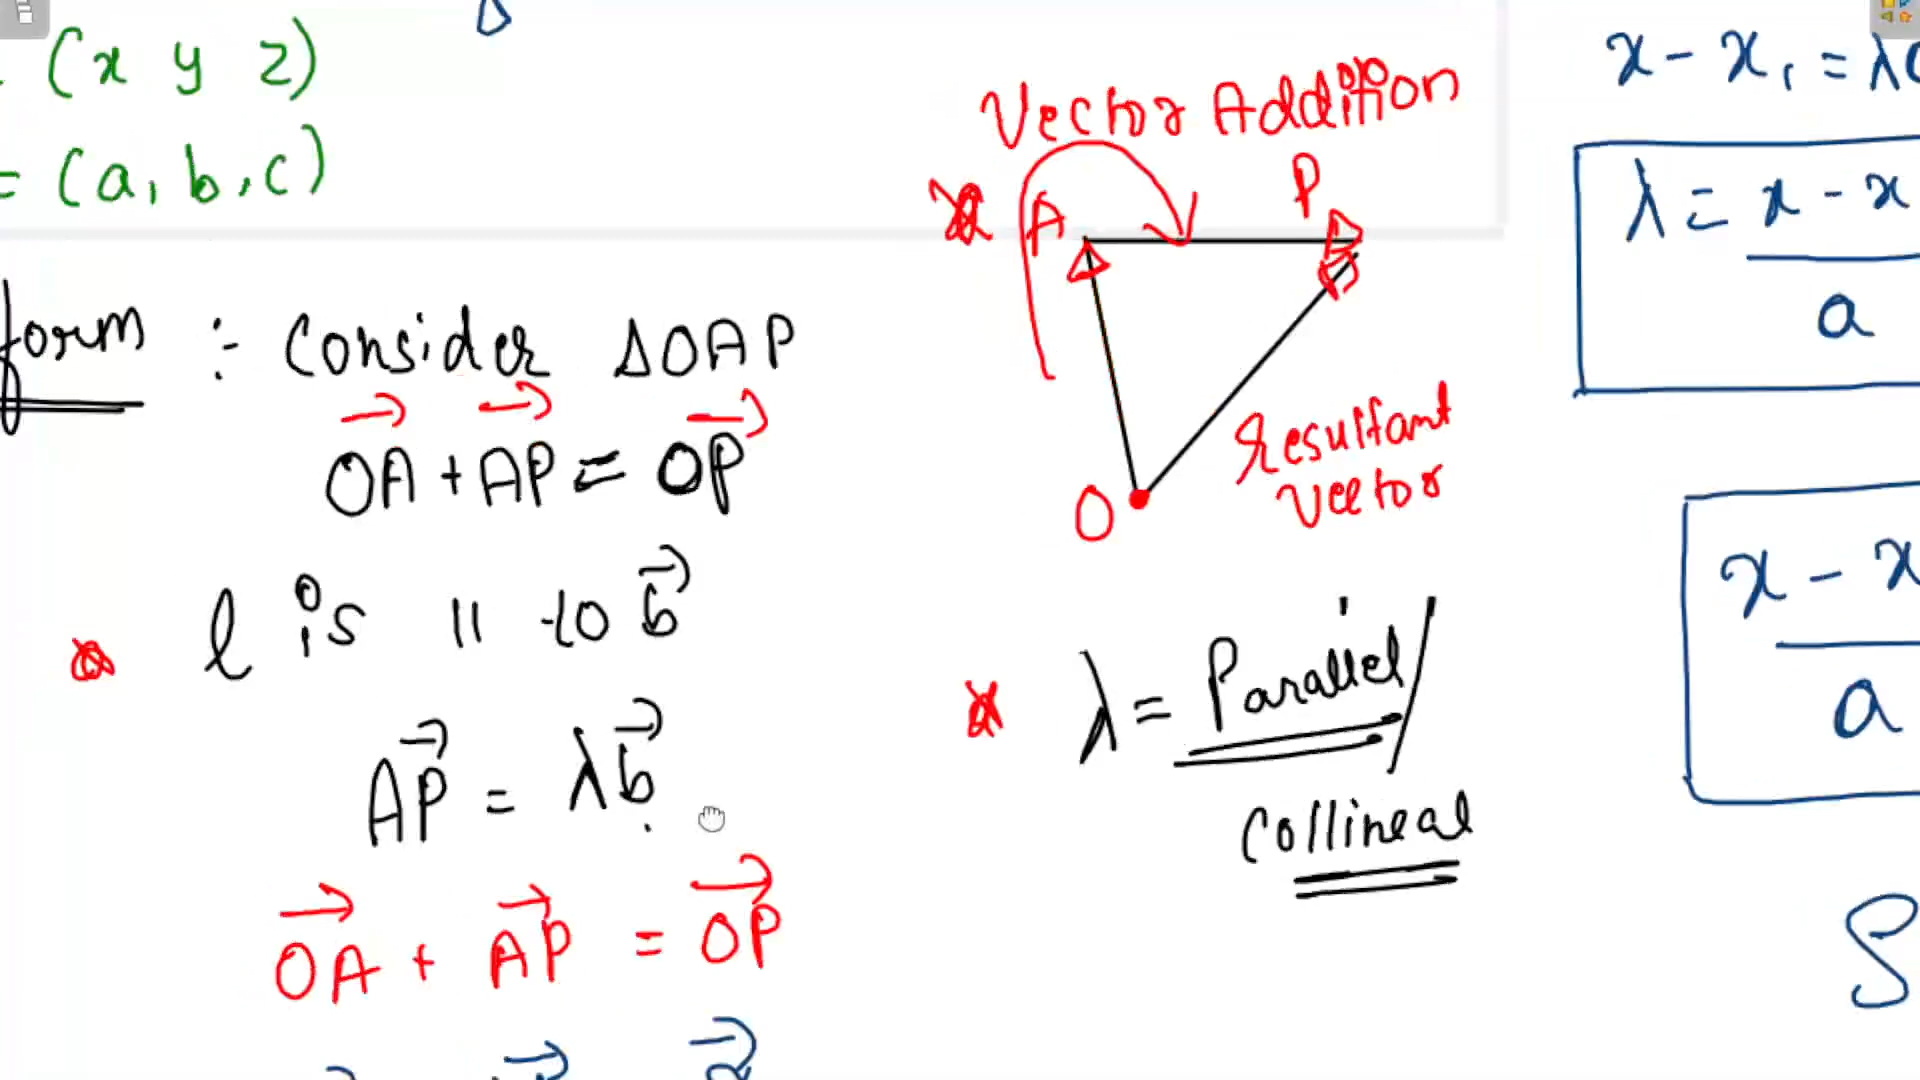 (x y z)
= (a, b, c)
form :- Consider ΔOAP
OA + AP = OP
l is || to b
AP = λb
OA + AP = OP
Vector Addition
A
P
O
Resultant
Vector
λ = Parallel/
Collineal
x - x₁ = λ
λ = x - x
a
x - x
a
S